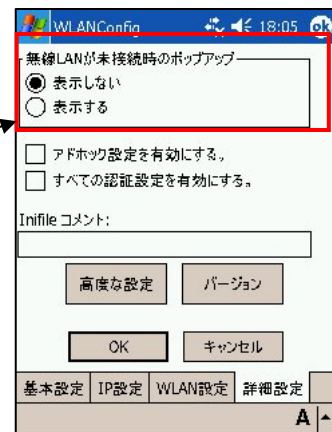 WLANConfig 18:05 ok
無線LANが未接続時のポップアップ
表示しない
表示する
アドホック設定を有効にする。
すべての認証設定を有効にする。
Inifile コメント:
高度な設定 バージョン
OK キャンセル
基本設定 IP設定 WLAN設定 詳細設定
A